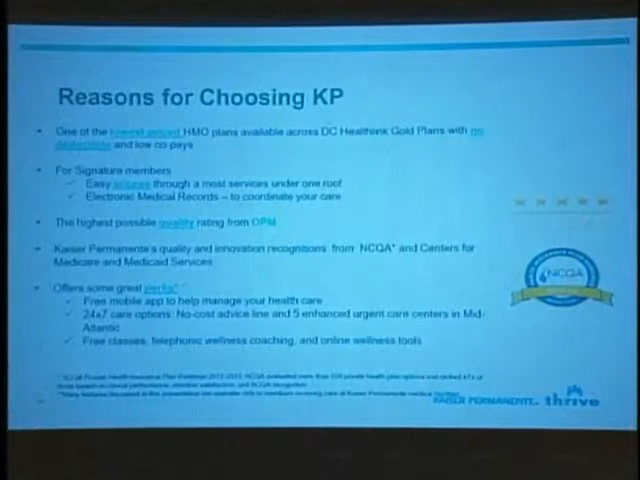 Reasons for Choosing KP
• One of the lowest priced HMO plans available across DC Healthlink Gold Plans with no
deductible and low co-pays
• For Signature members
✓ Easy access through a most services under one roof
✓ Electronic Medical Records – to coordinate your care
• The highest possible quality rating from OPM
• Kaiser Permanente's quality and innovation recognitions from NCQA* and Centers for
Medicare and Medicaid Services
NCQA
• Offers some great perks*
✓ Free mobile app to help manage your health care
✓ 24x7 care options: No-cost advice line and 5 enhanced urgent care centers in Mid-
Atlantic
✓ Free classes, telephonic wellness coaching, and online wellness tools
KAISER PERMANENTE. thrive